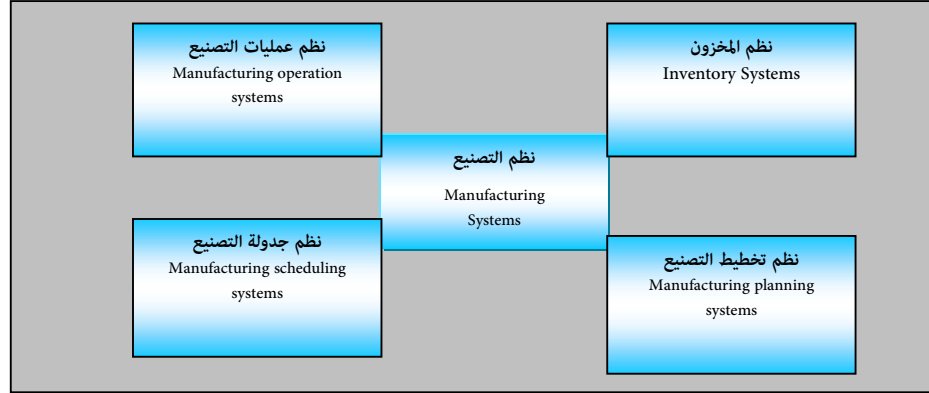 نظم المخزون
Inventory Systems
نظم عمليات التصنيع
Manufacturing operation
systems
نظم التصنيع
Manufacturing
Systems
نظم تخطيط التصنيع
Manufacturing planning
systems
نظم جدولة التصنيع
Manufacturing scheduling
systems